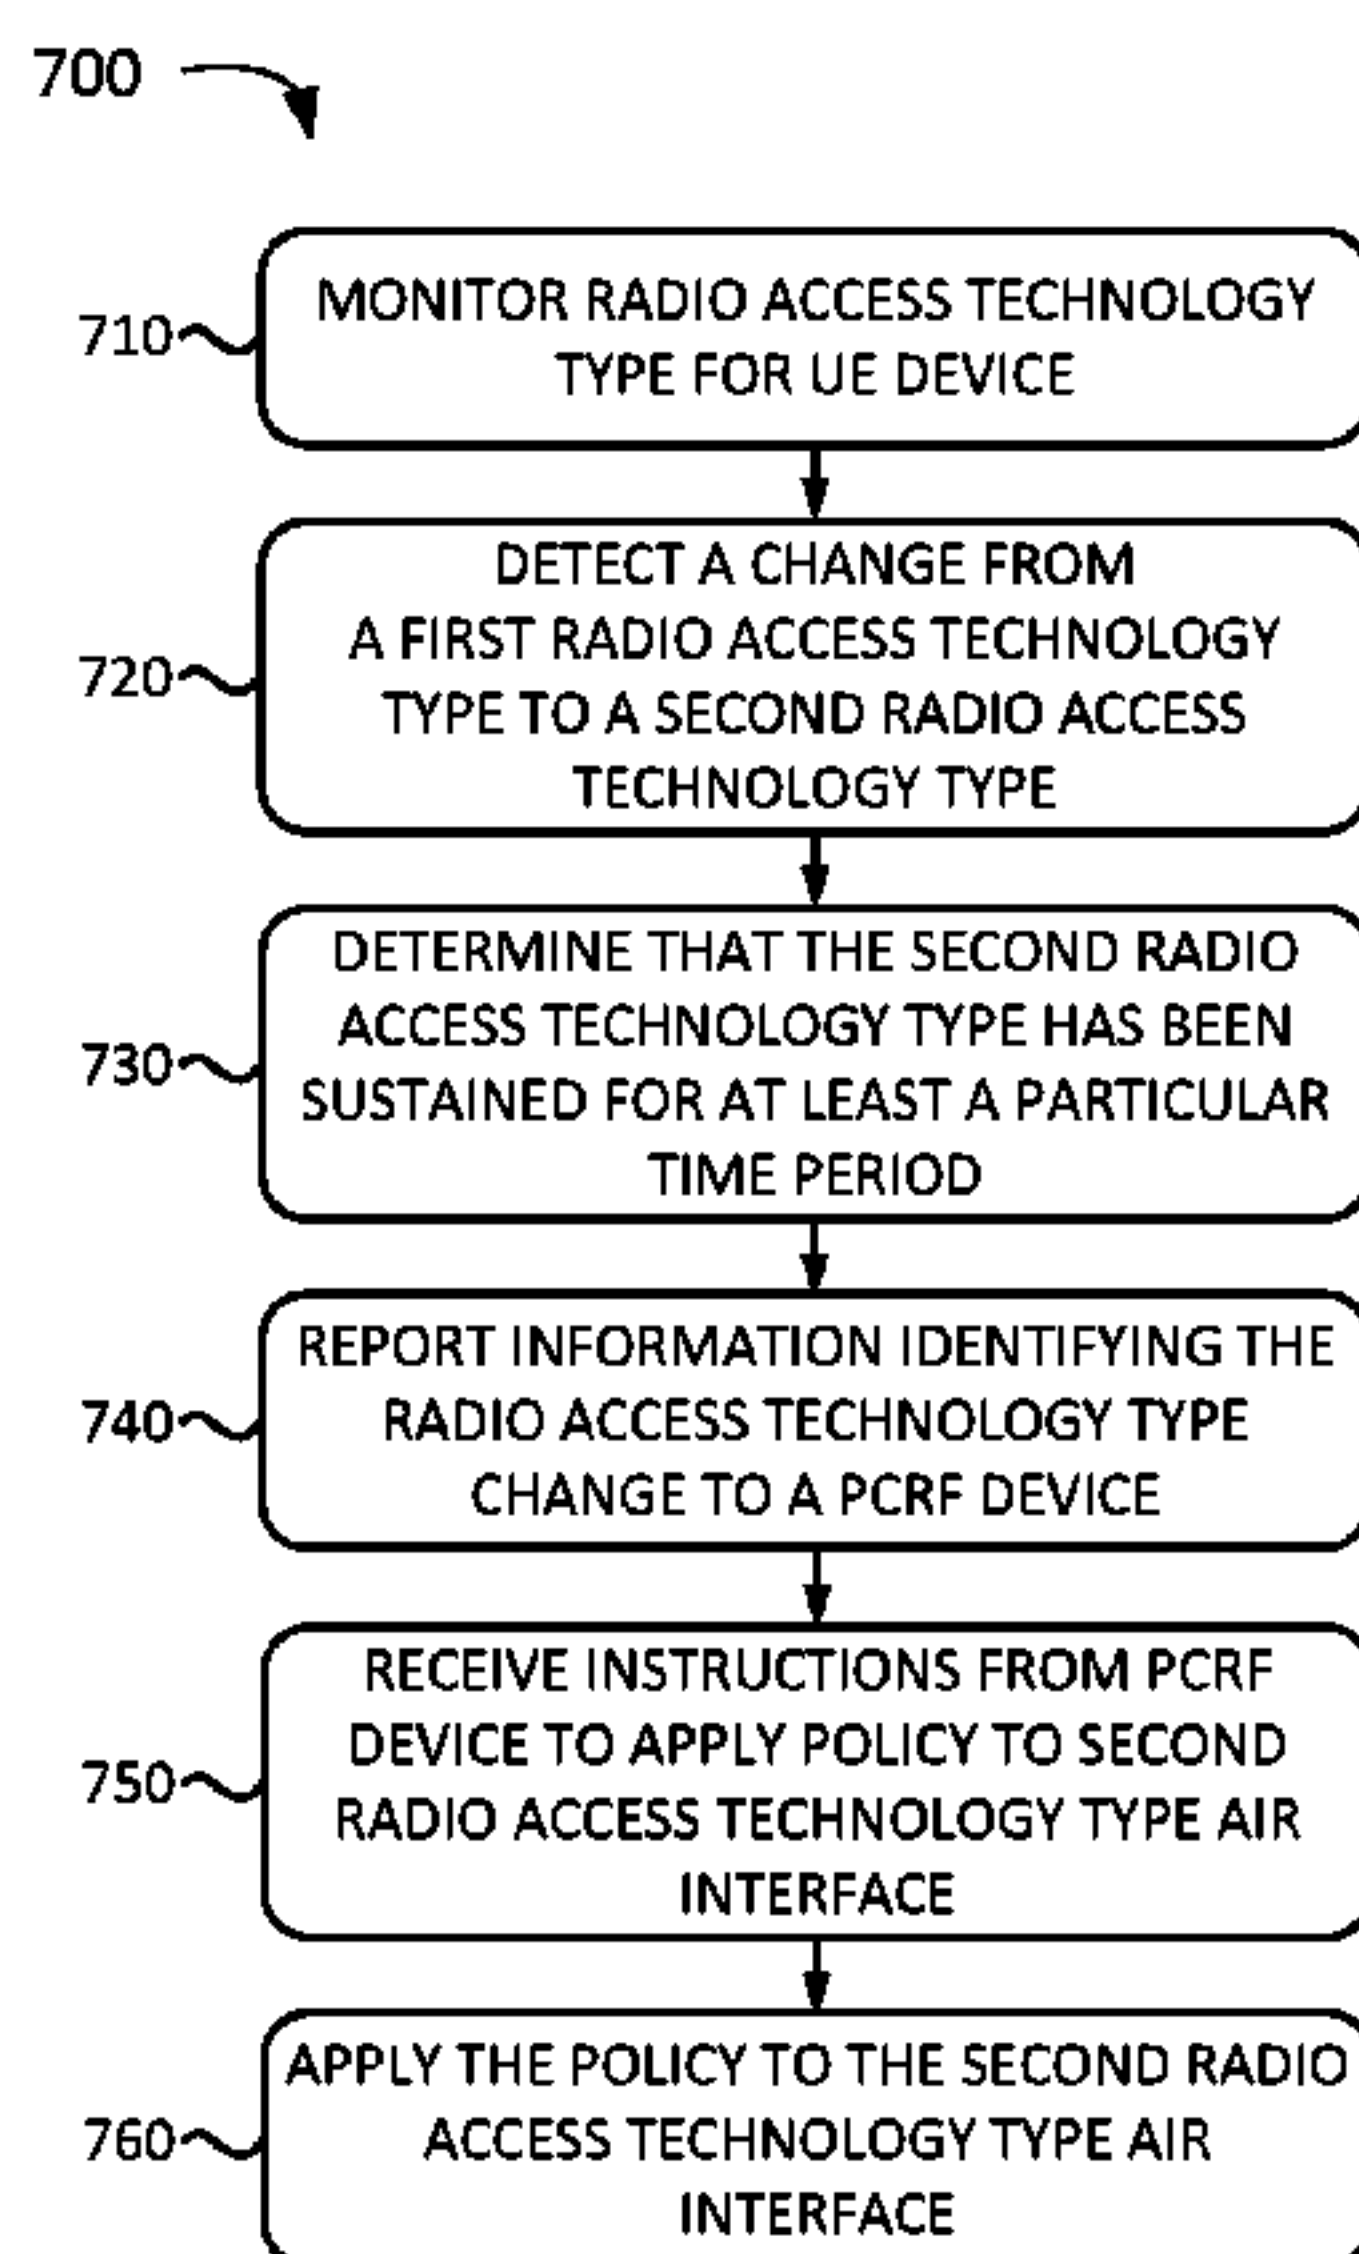 700
710
MONITOR RADIO ACCESS TECHNOLOGY
TYPE FOR UE DEVICE
720
DETECT A CHANGE FROM
A FIRST RADIO ACCESS TECHNOLOGY
TYPE TO A SECOND RADIO ACCESS
TECHNOLOGY TYPE
730
DETERMINE THAT THE SECOND RADIO
ACCESS TECHNOLOGY TYPE HAS BEEN
SUSTAINED FOR AT LEAST A PARTICULAR
TIME PERIOD
740
REPORT INFORMATION IDENTIFYING THE
RADIO ACCESS TECHNOLOGY TYPE
CHANGE TO A PCRF DEVICE
750
RECEIVE INSTRUCTIONS FROM PCRF
DEVICE TO APPLY POLICY TO SECOND
RADIO ACCESS TECHNOLOGY TYPE AIR
INTERFACE
760
APPLY THE POLICY TO THE SECOND RADIO
ACCESS TECHNOLOGY TYPE AIR
INTERFACE